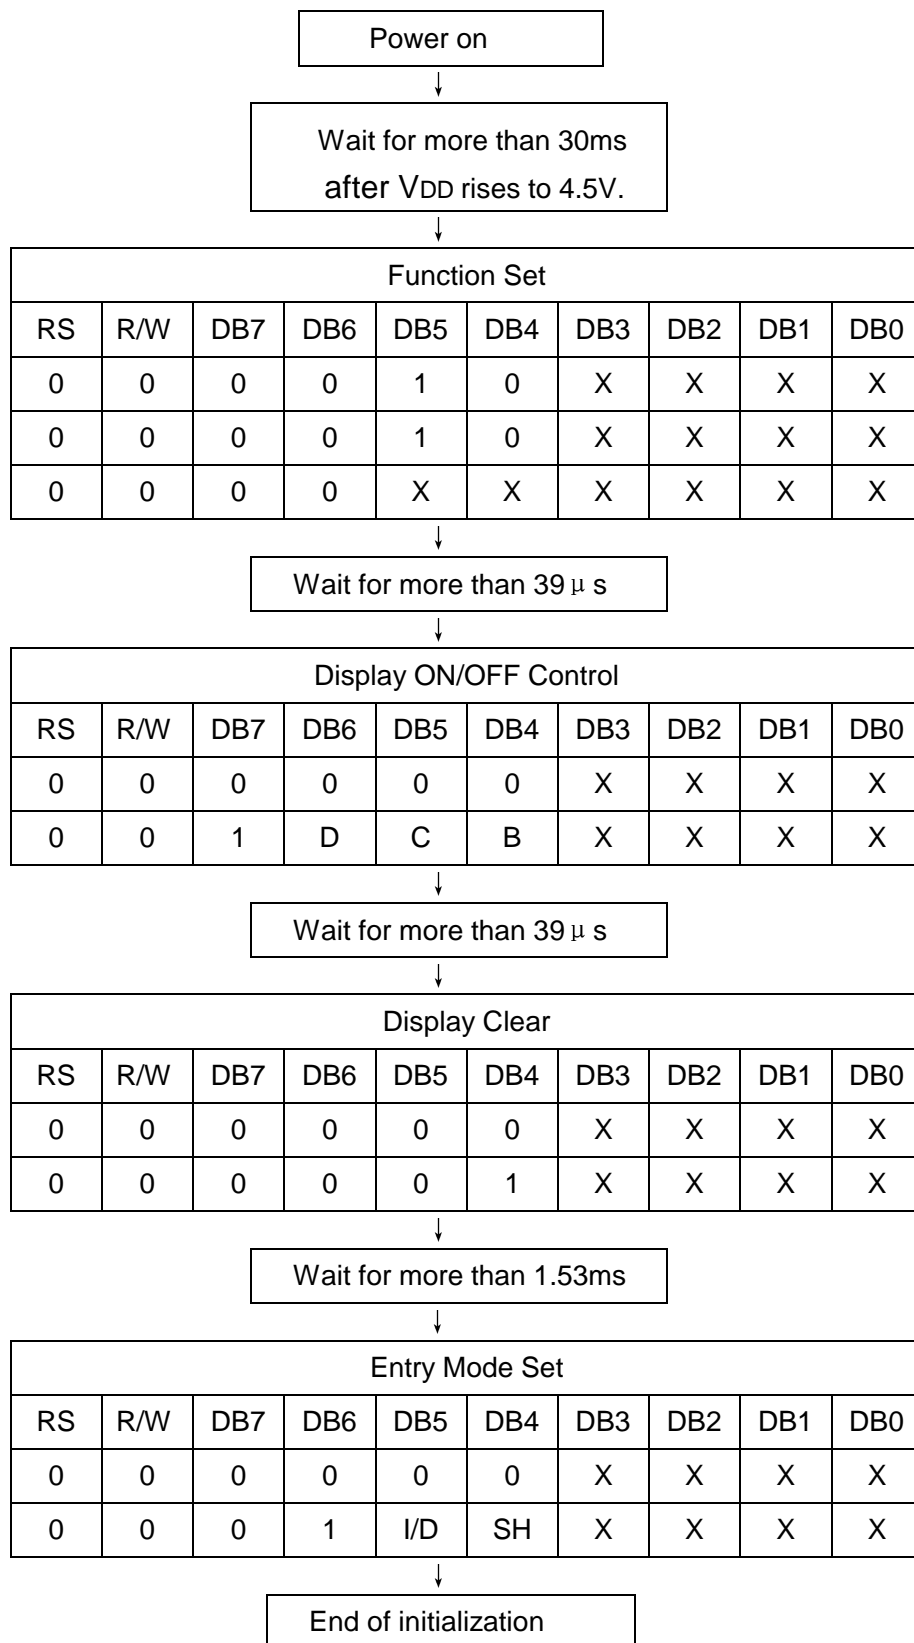 Power on
Wait for more than 30ms
after VDD rises to 4.5V.
Function Set
RS R/W DB7 DB6 DB5 DB4 DB3 DB2 DB1 DB0
0 0 0 0 1 0 X X X X
0 0 0 0 1 0 X X X X
0 0 0 0 X X X X X X
Wait for more than 39μs
Display ON/OFF Control
RS R/W DB7 DB6 DB5 DB4 DB3 DB2 DB1 DB0
0 0 0 0 0 0 X X X X
0 0 1 D C B X X X X
Wait for more than 39μs
Display Clear
RS R/W DB7 DB6 DB5 DB4 DB3 DB2 DB1 DB0
0 0 0 0 0 0 X X X X
0 0 0 0 0 1 X X X X
Wait for more than 1.53ms
Entry Mode Set
RS R/W DB7 DB6 DB5 DB4 DB3 DB2 DB1 DB0
0 0 0 0 0 0 X X X X
0 0 0 1 I/D SH X X X X
End of initialization